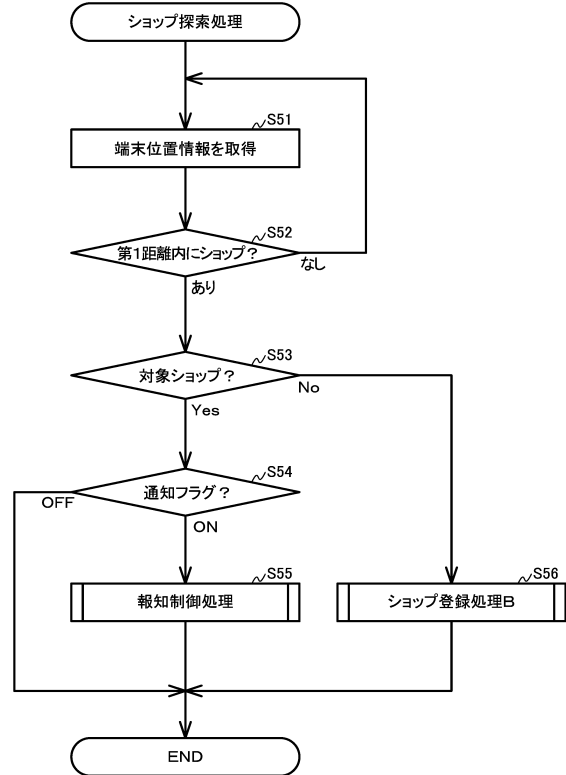 ショップ探索処理
S51
端末位置情報を取得
S52
第1距離内にショップ？
なし
あり
S53
対象ショップ？
No
Yes
S54
通知フラグ？
OFF
ON
S55
報知制御処理
S56
ショップ登録処理B
END